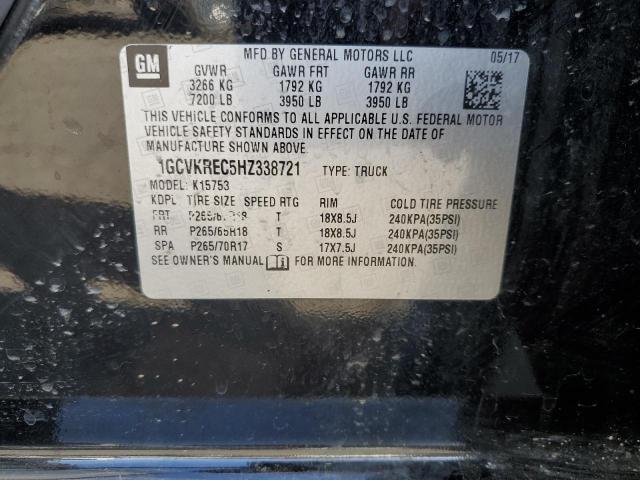 GM
MFD BY GENERAL MOTORS LLC 05/17
GVWR GAWR FRT GAWR RR
3266 KG 1792 KG 1792 KG
7200 LB 3950 LB 3950 LB
THIS VEHICLE CONFORMS TO ALL APPLICABLE U.S. FEDERAL MOTOR
VEHICLE SAFETY STANDARDS IN EFFECT ON THE DATE OF
MANUFACTURE SHOWN ABOVE.
1GCVKREC5HZ338721 TYPE: TRUCK
MODEL: K15753
KDPL TIRE SIZE SPEED RTG RIM COLD TIRE PRESSURE
FRT T 18X8.5J 240KPA(35PSI)
RR P265/65R18 T 18X8.5J 240KPA(35PSI)
SPA P265/70R17 S 17X7.5J 240KPA(35PSI)
SEE OWNER'S MANUAL FOR MORE INFORMATION.